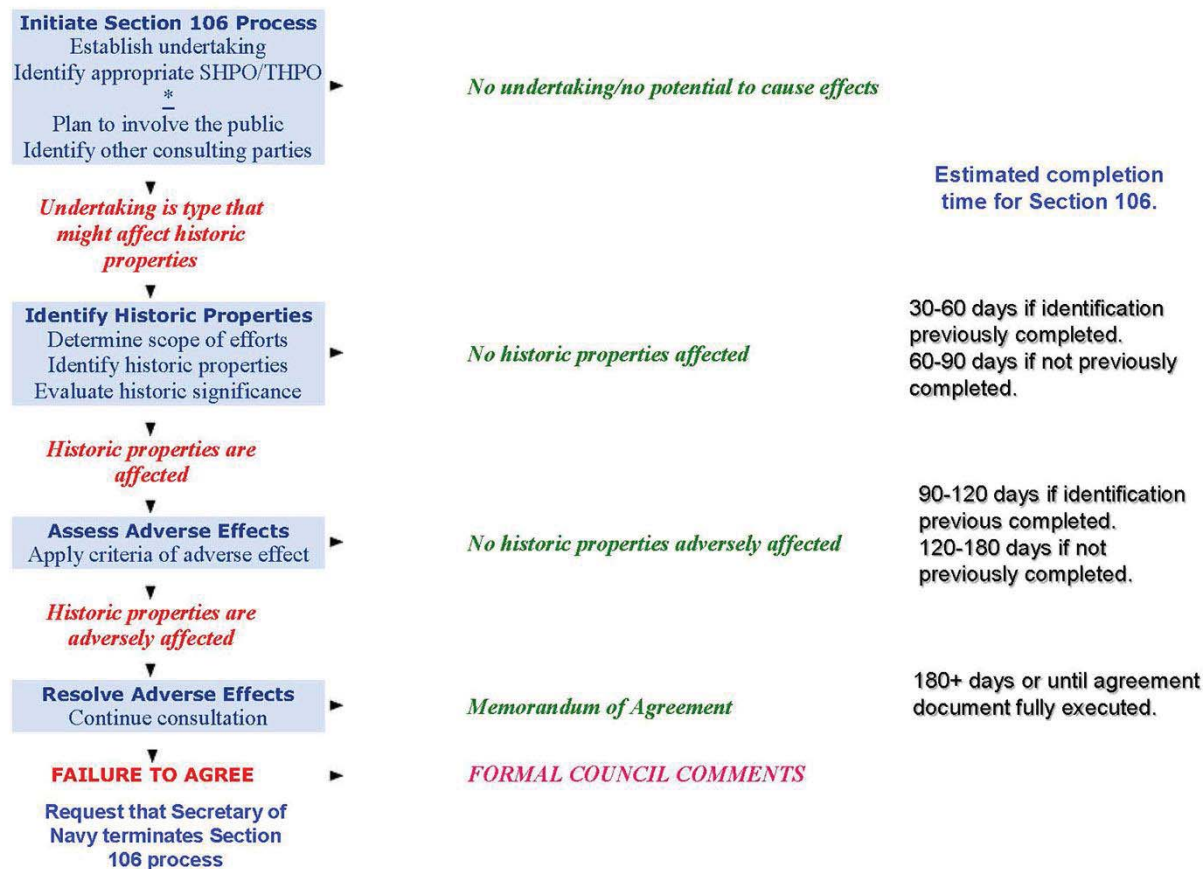 Initiate Section 106 Process
Establish undertaking
Identify appropriate SHPO/THPO
*
Plan to involve the public
Identify other consulting parties
No undertaking/no potential to cause effects
Estimated completion
time for Section 106.
Undertaking is type that
might affect historic
properties
Identify Historic Properties
Determine scope of efforts
Identify historic properties
Evaluate historic significance
No historic properties affected
30-60 days if identification
previously completed.
60-90 days if not previously
completed.
Historic properties are
affected
Assess Adverse Effects
Apply criteria of adverse effect
No historic properties adversely affected
90-120 days if identification
previous completed.
120-180 days if not
previously completed.
Historic properties are
adversely affected
Resolve Adverse Effects
Continue consultation
Memorandum of Agreement
180+ days or until agreement
document fully executed.
FAILURE TO AGREE
FORMAL COUNCIL COMMENTS
Request that Secretary of
Navy terminates Section
106 process